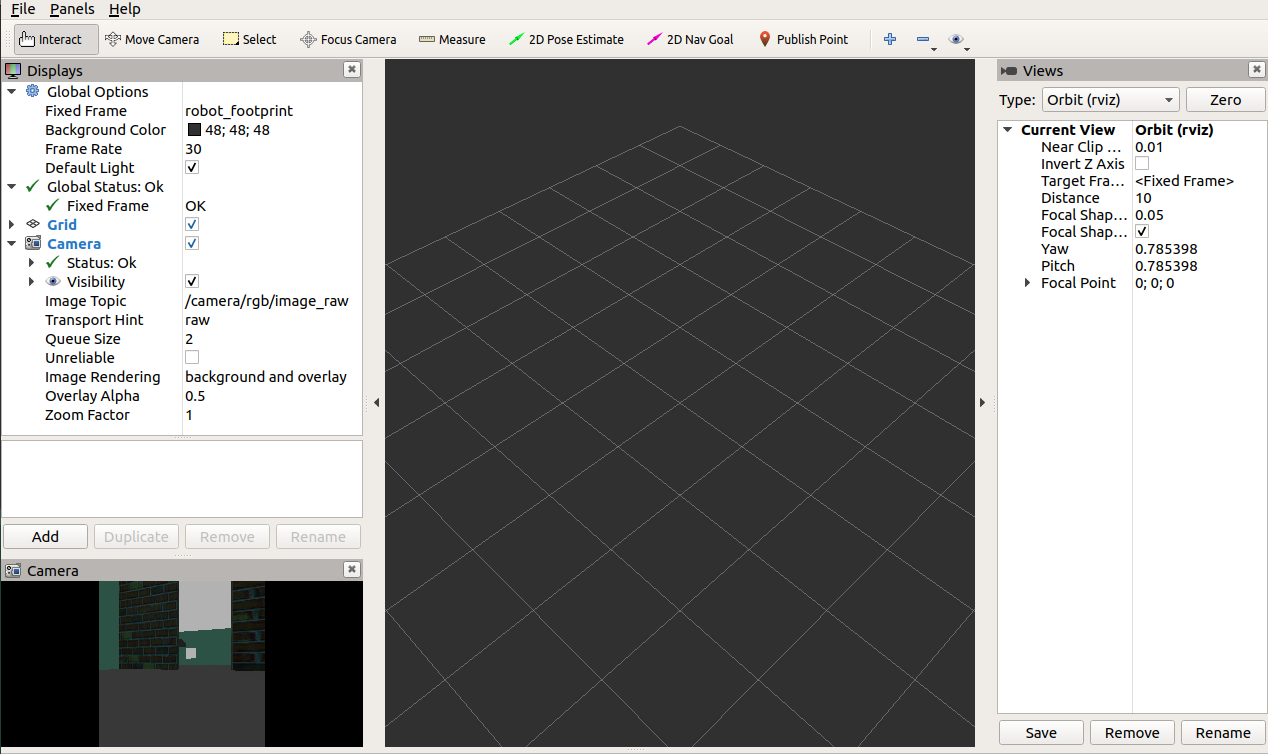 File Panels Help
Interact Move Camera Select Focus Camera Measure 2D Pose Estimate 2D Nav Goal Publish Point
Displays
Global Options
Fixed Frame robot_footprint
Background Color 48; 48; 48
Frame Rate 30
Default Light
Global Status: Ok
Fixed Frame OK
Grid
Camera
Status: Ok
Visibility
Image Topic /camera/rgb/image_raw
Transport Hint raw
Queue Size 2
Unreliable
Image Rendering background and overlay
Overlay Alpha 0.5
Zoom Factor 1
Add Duplicate Remove Rename
Camera
Views
Type: Orbit (rviz) Zero
Current View Orbit (rviz)
Near Clip ... 0.01
Invert Z Axis
Target Fra... <Fixed Frame>
Distance 10
Focal Shap... 0.05
Focal Shap...
Yaw 0.785398
Pitch 0.785398
Focal Point 0; 0; 0
Save Remove Rename